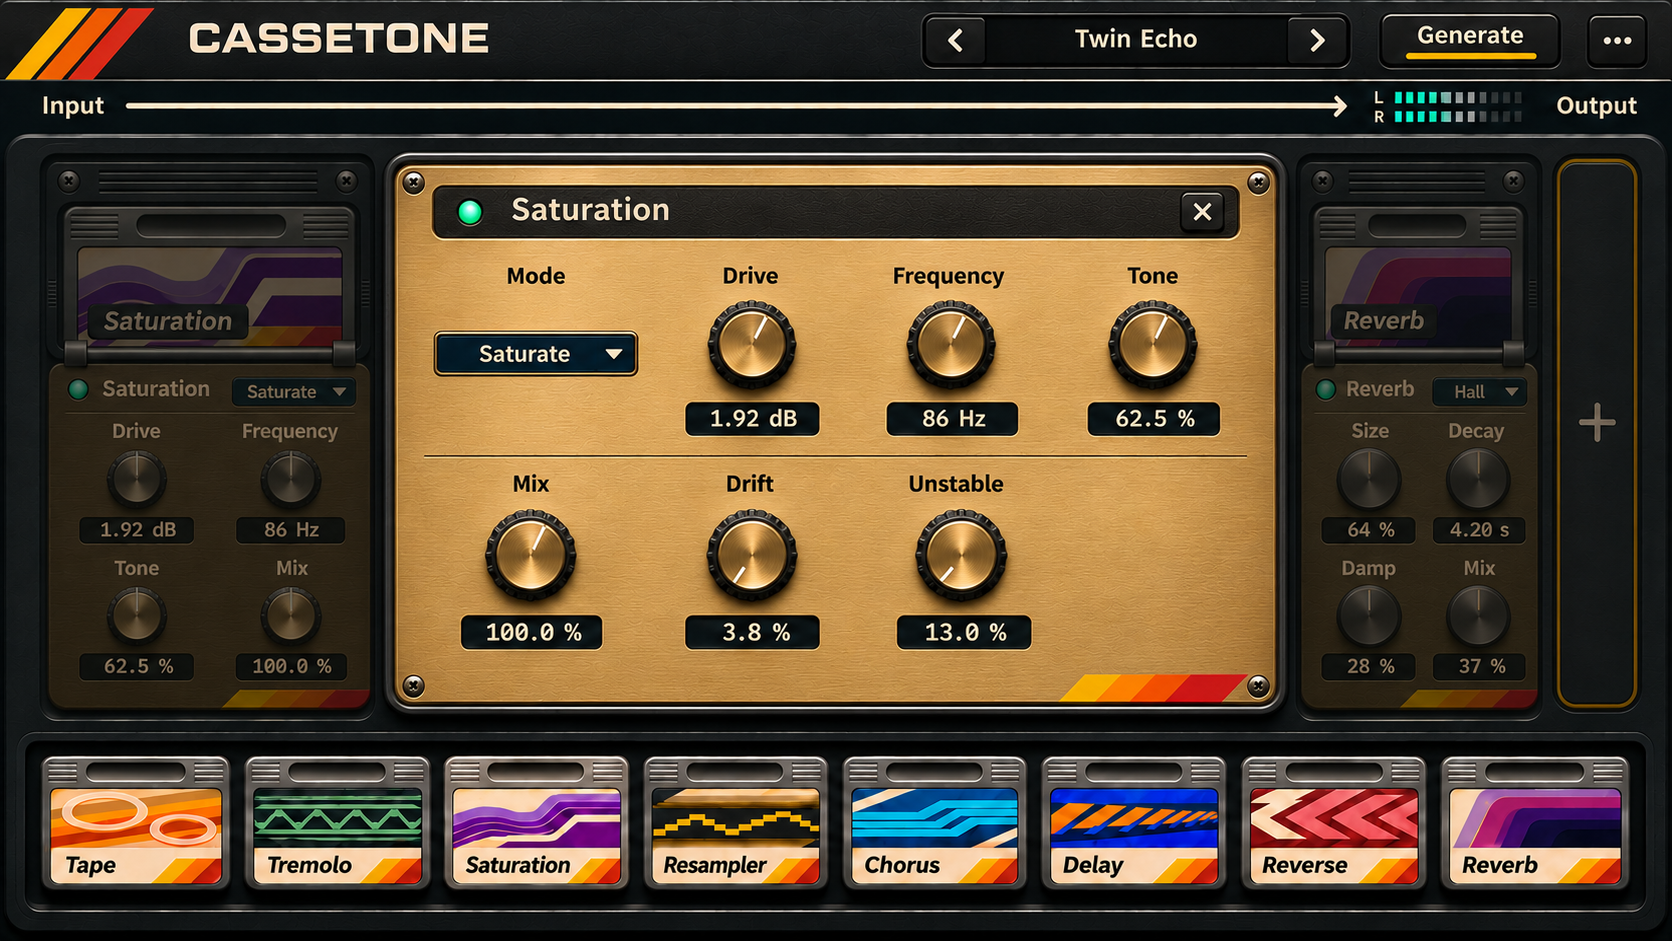 CASSETONE
Twin Echo
Generate
Input
L
R
Output
Saturation
Saturation
Saturate
Drive
Frequency
1.92 dB
86 Hz
Tone
Mix
62.5 %
100.0 %
Saturation
Mode
Drive
Frequency
Tone
Saturate
1.92 dB
86 Hz
62.5 %
Mix
Drift
Unstable
100.0 %
3.8 %
13.0 %
Reverb
Reverb
Hall
Size
Decay
64 %
4.20 s
Damp
Mix
28 %
37 %
Tape
Tremolo
Saturation
Resampler
Chorus
Delay
Reverse
Reverb